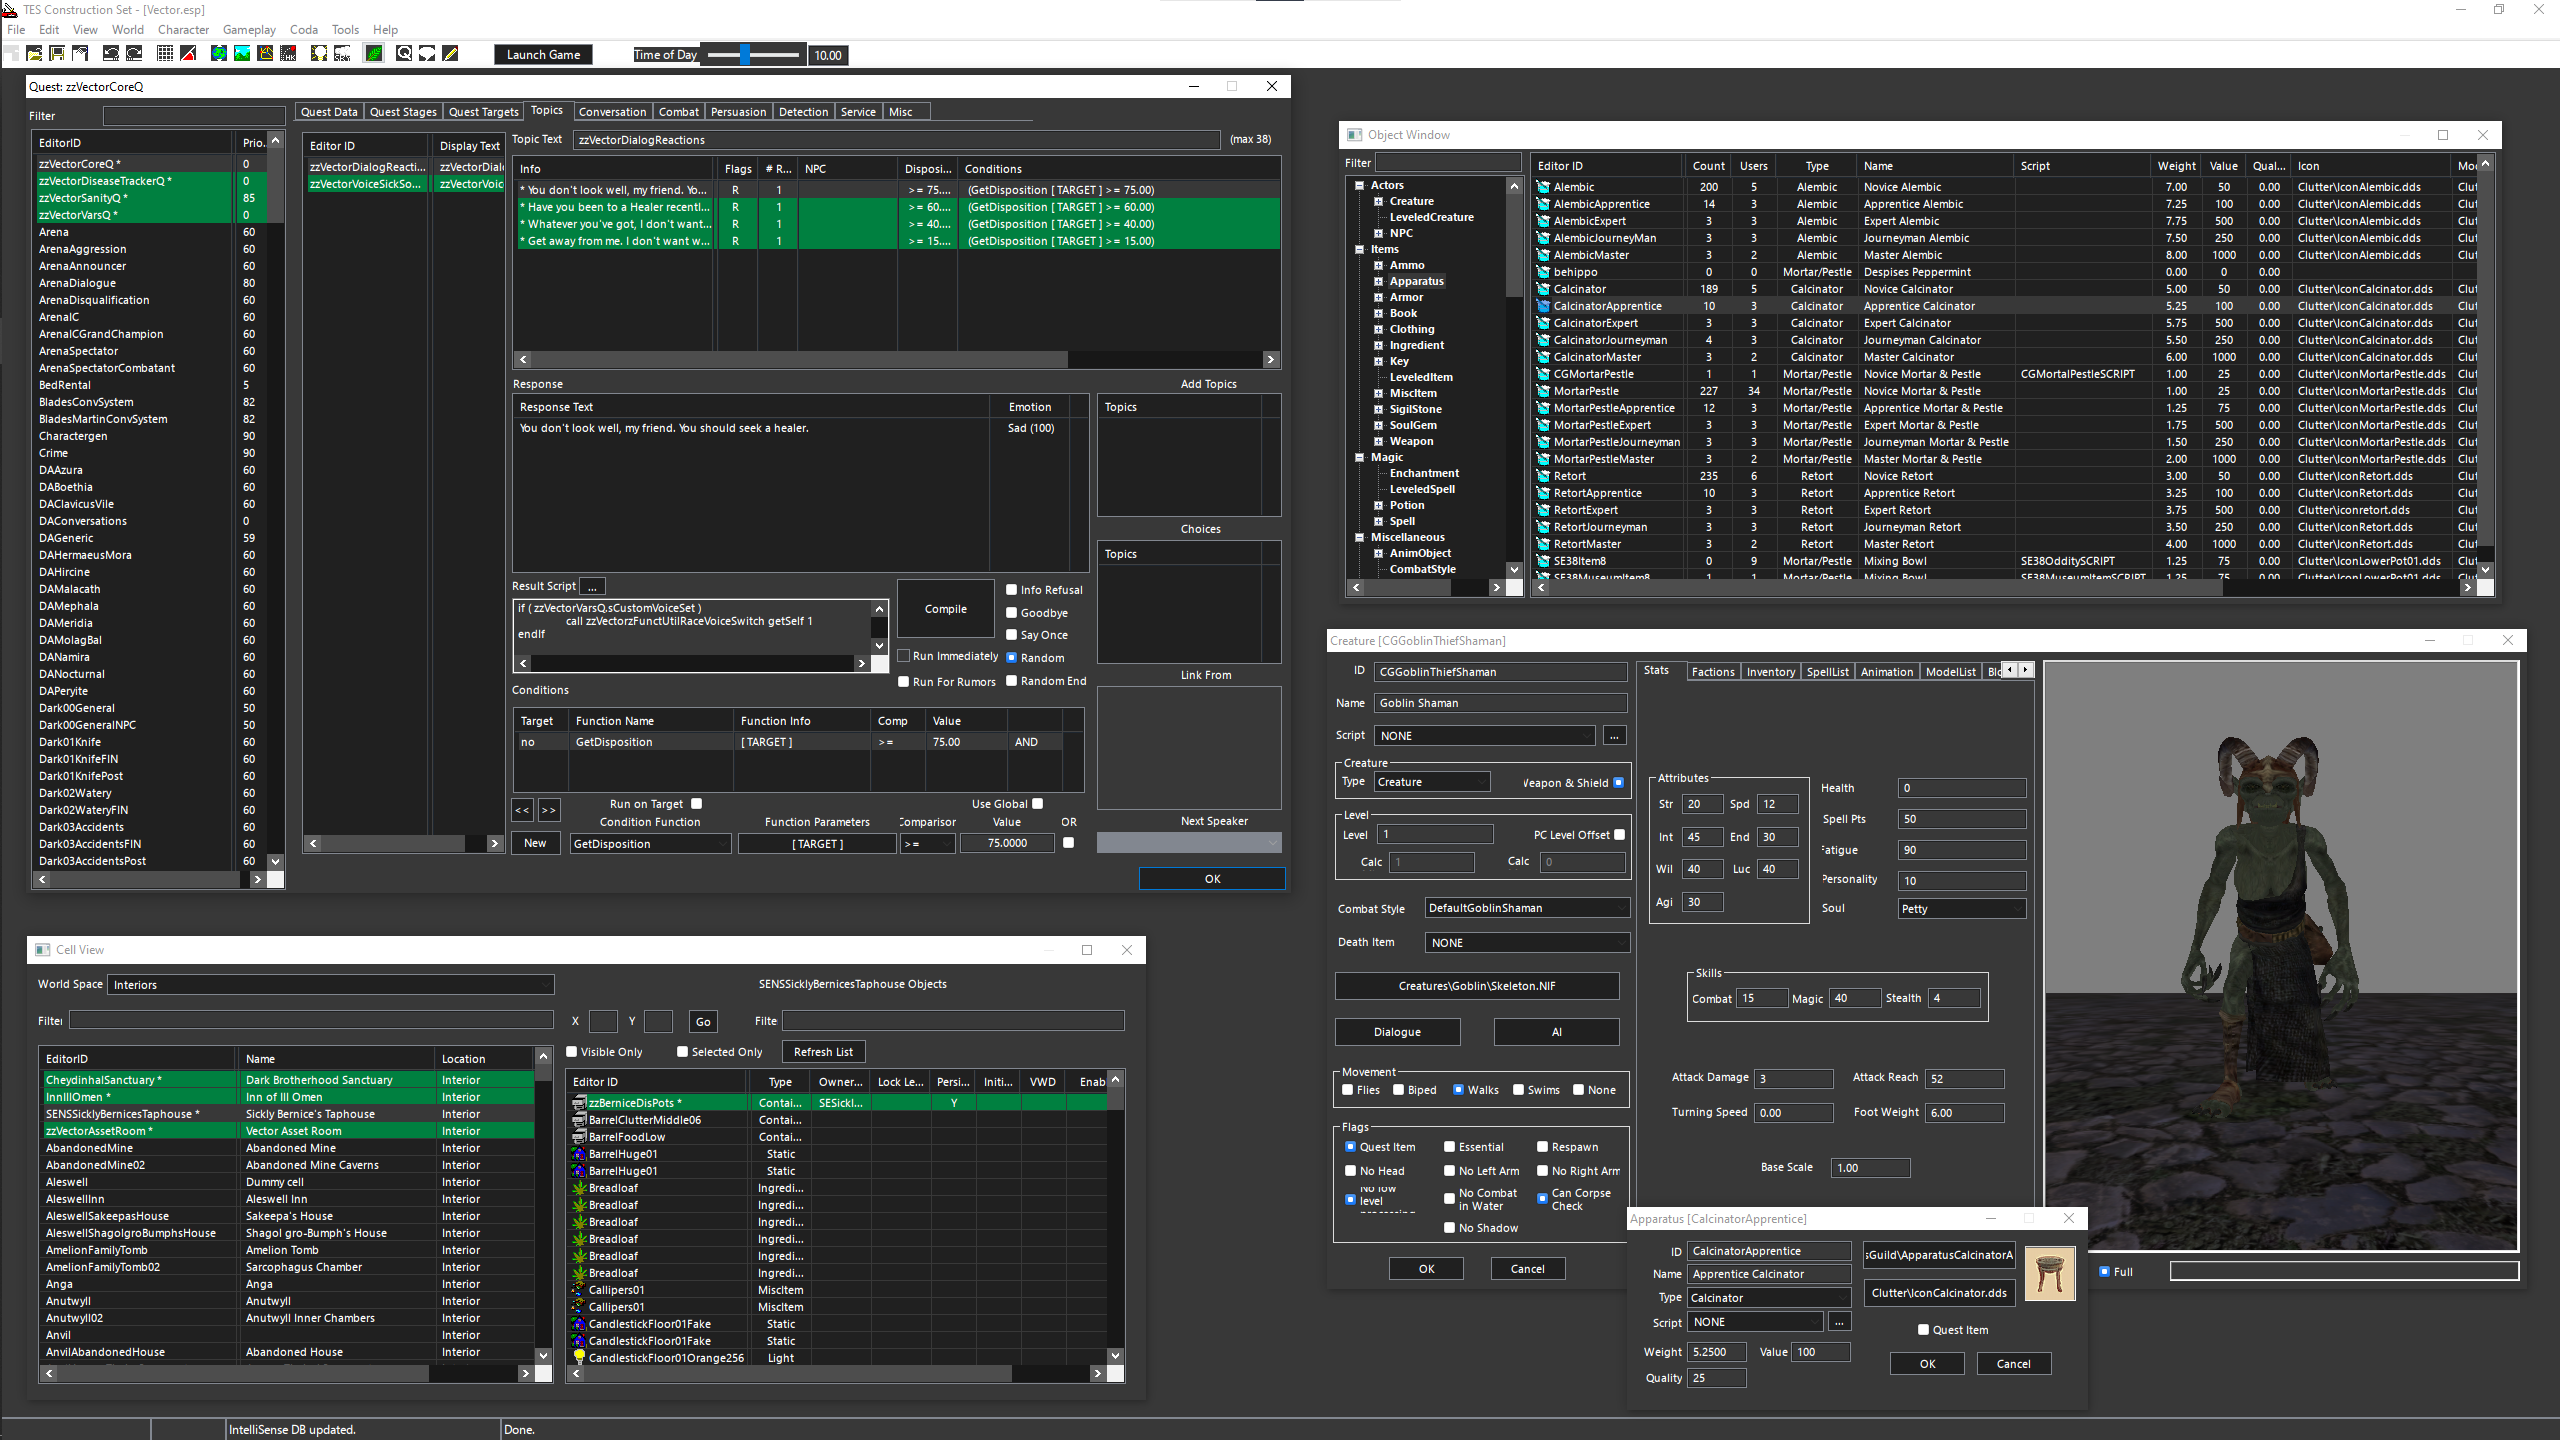 TES Construction Set - [Vector.esp]
File Edit View World Character Gameplay Coda Tools Help
Launch Game Time of Day 10.00
Quest: zzVectorCoreQ
Filter
EditorID Prio...
zzVectorCoreQ * 0
zzVectorDiseaseTrackerQ * 0
zzVectorSanityQ * 85
zzVectorVarsQ * 0
Arena 60
ArenaAggression 60
ArenaAnnouncer 60
ArenaDialogue 80
ArenaDisqualification 60
ArenaIC 60
ArenaICGrandChampion 60
ArenaSpectator 60
ArenaSpectatorCombatant 60
BedRental 5
BladesConvSystem 82
BladesMartinConvSystem 82
Charactergen 90
Crime 90
DAAzura 60
DABoethia 60
DAClavicusVile 60
DAConversations 0
DAGeneric 59
DAHermaeusMora 60
DAHircine 60
DAMalacath 60
DAMephala 60
DAMeridia 60
DAMolagBal 60
DANamira 60
DANocturnal 60
DAPeryite 60
Dark00General 50
Dark00GeneralNPC 50
Dark01Knife 60
Dark01KnifeFIN 60
Dark01KnifePost 60
Dark02Watery 60
Dark02WateryFIN 60
Dark03Accidents 60
Dark03AccidentsFIN 60
Dark03AccidentsPost 60
Quest Data Quest Stages Quest Targets Topics Conversation Combat Persuasion Detection Service Misc
Editor ID Display Text
zzVectorDialogReacti... zzVectorDial
zzVectorVoiceSickSo... zzVectorVoic
Topic Text zzVectorDialogReactions (max 38)
Info Flags # R... NPC Disposi... Conditions
* You don't look well, my friend. Yo... R 1 >= 75.... (GetDisposition [ TARGET ] >= 75.00)
* Have you been to a Healer recentl... R 1 >= 60.... (GetDisposition [ TARGET ] >= 60.00)
* Whatever you've got, I don't want... R 1 >= 40.... (GetDisposition [ TARGET ] >= 40.00)
* Get away from me. I don't want w... R 1 >= 15.... (GetDisposition [ TARGET ] >= 15.00)
Response Add Topics
Response Text Emotion Topics
You don't look well, my friend. You should seek a healer. Sad (100)
Choices
Topics
Result Script ...
if ( zzVectorVarsQ.sCustomVoiceSet )
call zzVectorzFunctUtilRaceVoiceSwitch getSelf 1
endIf
Compile
Info Refusal
Goodbye
Say Once
Run Immediately Random
Run For Rumors Random End
Link From
Conditions
Target Function Name Function Info Comp Value
no GetDisposition [ TARGET ] >= 75.00 AND
<< >> Run on Target Use Global
Condition Function Function Parameters Comparisor Value OR
New GetDisposition [ TARGET ] >= 75.0000
Next Speaker
OK
Object Window
Filter
Actors
Creature
LeveledCreature
NPC
Items
Ammo
Apparatus
Armor
Book
Clothing
Ingredient
Key
LeveledItem
MiscItem
SigilStone
SoulGem
Weapon
Magic
Enchantment
LeveledSpell
Potion
Spell
Miscellaneous
AnimObject
CombatStyle
Editor ID Count Users Type Name Script Weight Value Qual... Icon Mo
Alembic 200 5 Alembic Novice Alembic 7.00 50 0.00 Clutter\IconAlembic.dds Clut
AlembicApprentice 14 3 Alembic Apprentice Alembic 7.25 100 0.00 Clutter\IconAlembic.dds Clut
AlembicExpert 3 3 Alembic Expert Alembic 7.75 500 0.00 Clutter\IconAlembic.dds Clut
AlembicJourneyMan 3 3 Alembic Journeyman Alembic 7.50 250 0.00 Clutter\IconAlembic.dds Clut
AlembicMaster 3 2 Alembic Master Alembic 8.00 1000 0.00 Clutter\IconAlembic.dds Clut
behippo 0 0 Mortar/Pestle Despises Peppermint 0.00 0 0.00
Calcinator 189 5 Calcinator Novice Calcinator 5.00 50 0.00 Clutter\IconCalcinator.dds Clut
CalcinatorApprentice 10 3 Calcinator Apprentice Calcinator 5.25 100 0.00 Clutter\IconCalcinator.dds Clut
CalcinatorExpert 3 3 Calcinator Expert Calcinator 5.75 500 0.00 Clutter\IconCalcinator.dds Clut
CalcinatorJourneyman 4 3 Calcinator Journeyman Calcinator 5.50 250 0.00 Clutter\IconCalcinator.dds Clut
CalcinatorMaster 3 2 Calcinator Master Calcinator 6.00 1000 0.00 Clutter\IconCalcinator.dds Clut
CGMortarPestle 1 1 Mortar/Pestle Novice Mortar & Pestle CGMortalPestleSCRIPT 1.00 25 0.00 Clutter\IconMortarPestle.dds Clut
MortarPestle 227 34 Mortar/Pestle Novice Mortar & Pestle 1.00 25 0.00 Clutter\IconMortarPestle.dds Clut
MortarPestleApprentice 12 3 Mortar/Pestle Apprentice Mortar & Pestle 1.25 75 0.00 Clutter\IconMortarPestle.dds Clut
MortarPestleExpert 3 3 Mortar/Pestle Expert Mortar & Pestle 1.75 500 0.00 Clutter\IconMortarPestle.dds Clut
MortarPestleJourneyman 3 3 Mortar/Pestle Journeyman Mortar & Pestle 1.50 250 0.00 Clutter\IconMortarPestle.dds Clut
MortarPestleMaster 3 2 Mortar/Pestle Master Mortar & Pestle 2.00 1000 0.00 Clutter\IconMortarPestle.dds Clut
Retort 235 6 Retort Novice Retort 3.00 50 0.00 Clutter\IconRetort.dds Clut
RetortApprentice 10 3 Retort Apprentice Retort 3.25 100 0.00 Clutter\IconRetort.dds Clut
RetortExpert 3 3 Retort Expert Retort 3.75 500 0.00 Clutter\iconretort.dds Clut
RetortJourneyman 3 3 Retort Journeyman Retort 3.50 250 0.00 Clutter\IconRetort.dds Clut
RetortMaster 3 2 Retort Master Retort 4.00 1000 0.00 Clutter\IconRetort.dds Clut
SE38Item8 0 9 Mortar/Pestle Mixing Bowl SE38OdditySCRIPT 1.25 75 0.00 Clutter\IconLowerPot01.dds Clut
SE38MuseumItem8 1 1 Mortar/Pestle Mixing Bowl SE38MuseumItemSCRIPT 1.25 75 0.00 Clutter\IconLowerPot01.dds Clut
Creature [CGGoblinThiefShaman]
ID CGGoblinThiefShaman
Name Goblin Shaman
Script NONE ...
Creature
Type Creature Weapon & Shield
Level
Level 1 PC Level Offset
Calc 1 Calc 0
Combat Style DefaultGoblinShaman
Death Item NONE
Creatures\Goblin\Skeleton.NIF
Dialogue AI
Movement
Flies Biped Walks Swims None
Flags
Quest Item Essential Respawn
No Head No Left Arm No Right Arm
No low level processing No Combat in Water Can Corpse Check
No Shadow
OK Cancel
Stats Factions Inventory SpellList Animation ModelList Blo
Attributes
Str 20 Spd 12
Int 45 End 30
Wil 40 Luc 40
Agi 30
Health 0
Spell Pts 50
Fatigue 90
Personality 10
Soul Petty
Skills
Combat 15 Magic 40 Stealth 4
Attack Damage 3 Attack Reach 52
Turning Speed 0.00 Foot Weight 6.00
Base Scale 1.00
Full
Apparatus [CalcinatorApprentice]
ID CalcinatorApprentice sGuild\ApparatusCalcinatorA
Name Apprentice Calcinator
Type Calcinator Clutter\IconCalcinator.dds
Script NONE ...
Quest Item
Weight 5.2500 Value 100
OK Cancel
Quality 25
Cell View
World Space Interiors SENSSicklyBernicesTaphouse Objects
Filter X Y Go Filte
Visible Only Selected Only Refresh List
EditorID Name Location
CheydinhalSanctuary * Dark Brotherhood Sanctuary Interior
InnIllOmen * Inn of Ill Omen Interior
SENSSicklyBernicesTaphouse * Sickly Bernice's Taphouse Interior
zzVectorAssetRoom * Vector Asset Room Interior
AbandonedMine Abandoned Mine Interior
AbandonedMine02 Abandoned Mine Caverns Interior
Aleswell Dummy cell Interior
AleswellInn Aleswell Inn Interior
AleswellSakeepasHouse Sakeepa's House Interior
AleswellShagolgroBumphsHouse Shagol gro-Bumph's House Interior
AmelionFamilyTomb Amelion Tomb Interior
AmelionFamilyTomb02 Sarcophagus Chamber Interior
Anga Anga Interior
Anutwyll Anutwyll Interior
Anutwyll02 Anutwyll Inner Chambers Interior
Anvil Interior
AnvilAbandonedHouse Abandoned House Interior
Editor ID Type Owner... Lock Le... Persi... Initi... VWD Enab
zzBerniceDisPots * Contai... SESickl... Y
BarrelClutterMiddle06 Contai...
BarrelFoodLow Contai...
BarrelHuge01 Static
BarrelHuge01 Static
Breadloaf Ingredi...
Breadloaf Ingredi...
Breadloaf Ingredi...
Breadloaf Ingredi...
Breadloaf Ingredi...
Breadloaf Ingredi...
Callipers01 MiscItem
Callipers01 MiscItem
CandlestickFloor01Fake Static
CandlestickFloor01Fake Static
CandlestickFloor01Orange256 Light
IntelliSense DB updated. Done.